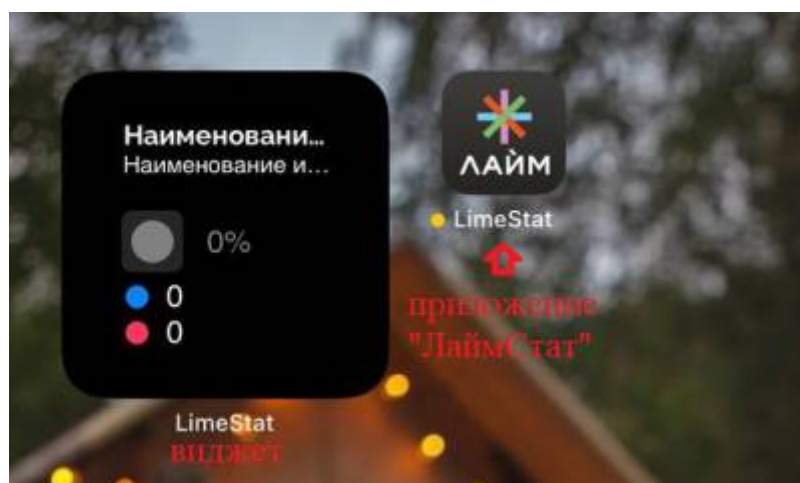 Наименовани...
Наименование и...
0%
0
0
LimeStat
виджет
ЛАЙМ
LimeStat
приложение
"ЛаймСтат"